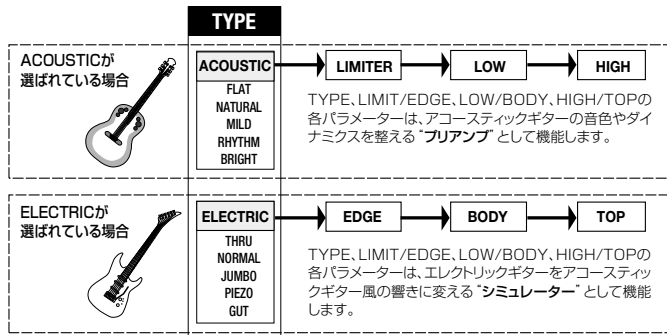 TYPE
ACOUSTICが
選ばれている場合
ACOUSTIC
FLAT
NATURAL
MILD
RHYTHM
BRIGHT
LIMITER
LOW
HIGH
TYPE、LIMIT/EDGE、LOW/BODY、HIGH/TOPの
各パラメーターは、アコースティックギターの音色やダイ
ナミクスを整える“プリアンプ”として機能します。
ELECTRICが
選ばれている場合
ELECTRIC
THRU
NORMAL
JUMBO
PIEZO
GUT
EDGE
BODY
TOP
TYPE、LIMIT/EDGE、LOW/BODY、HIGH/TOPの
各パラメーターは、エレクトリックギターをアコースティッ
クギター風の響きに変える“シミュレーター”として機能
します。